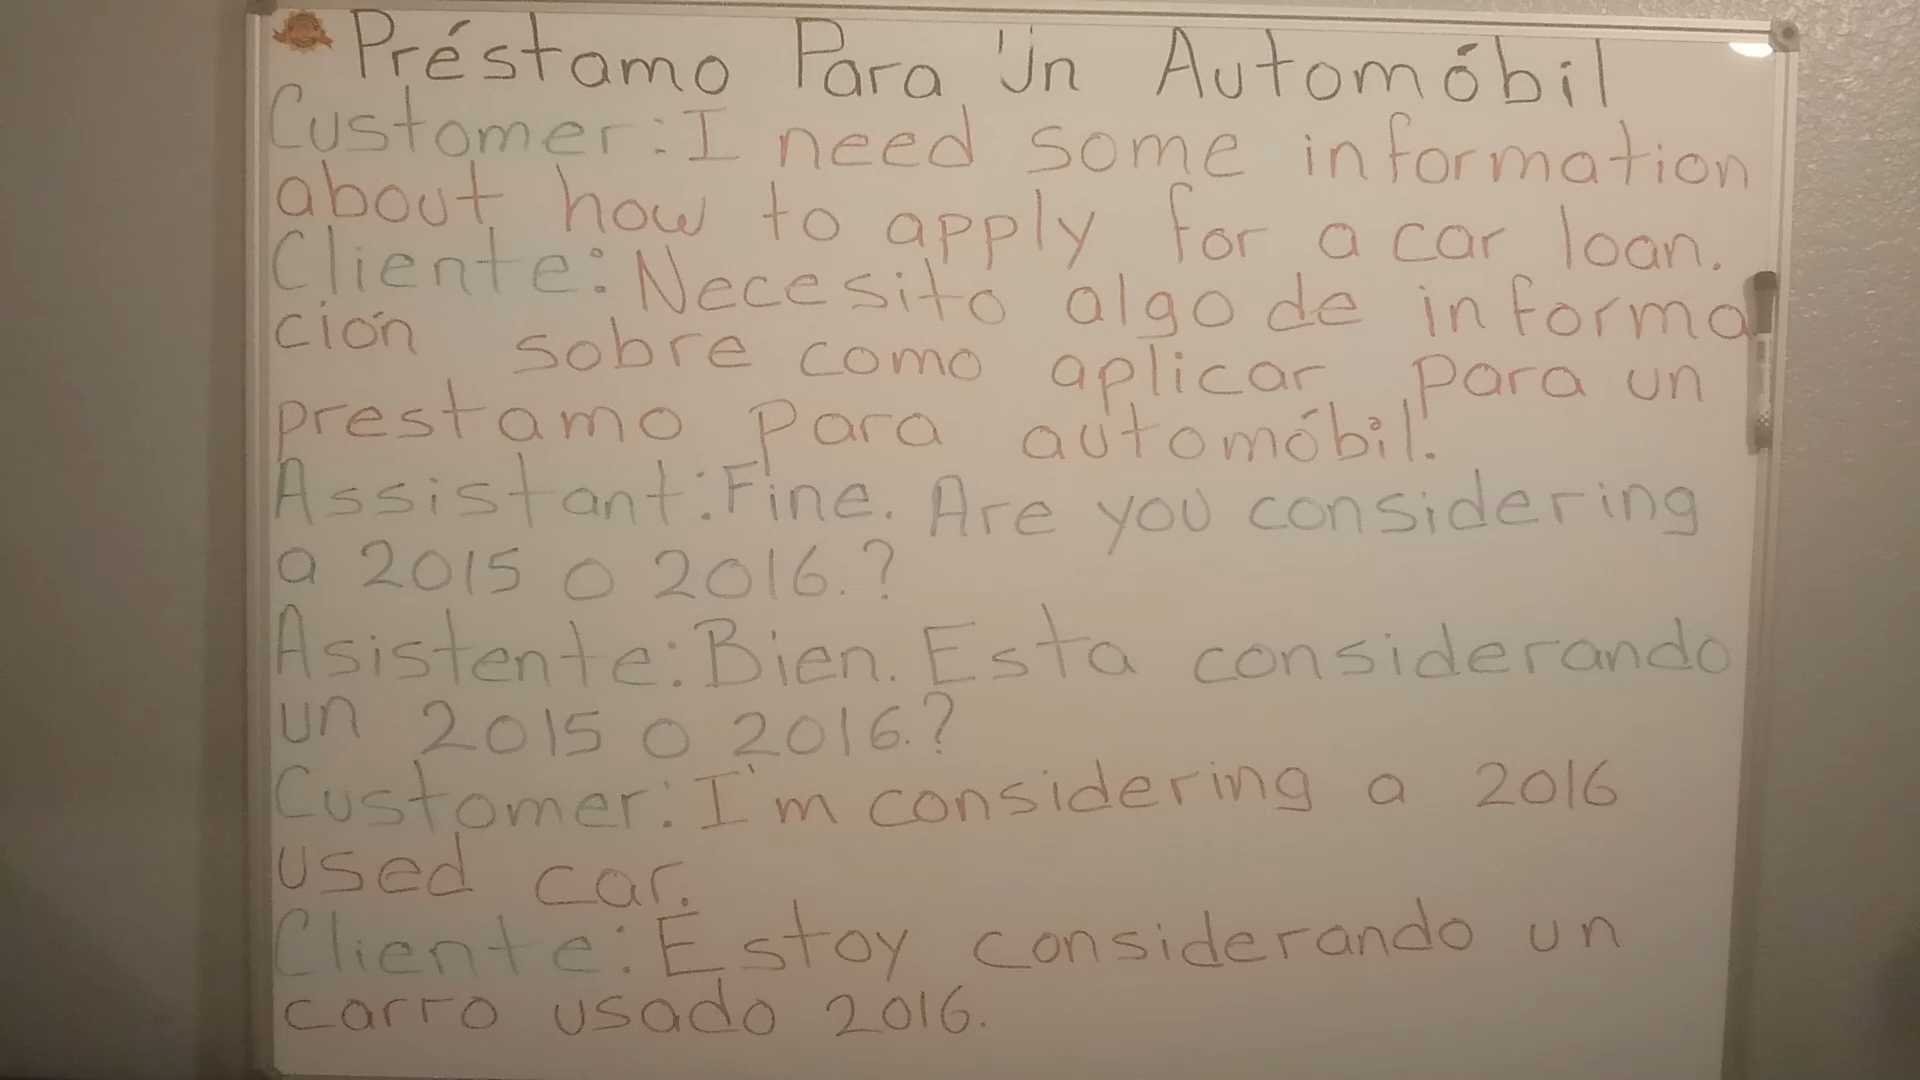 Préstamo Para Un Automóbil
Customer: I need some information
about how to apply for a car loan.
Cliente: Necesito algo de informa
ción sobre como aplicar para un
prestamo para automóbil.
Assistant: Fine. Are you considering
a 2015 o 2016.?
Asistente: Bien. Esta considerando
un 2015 o 2016.?
Customer: I'm considering a 2016
used car.
Cliente: Estoy considerando un
carro usado 2016.